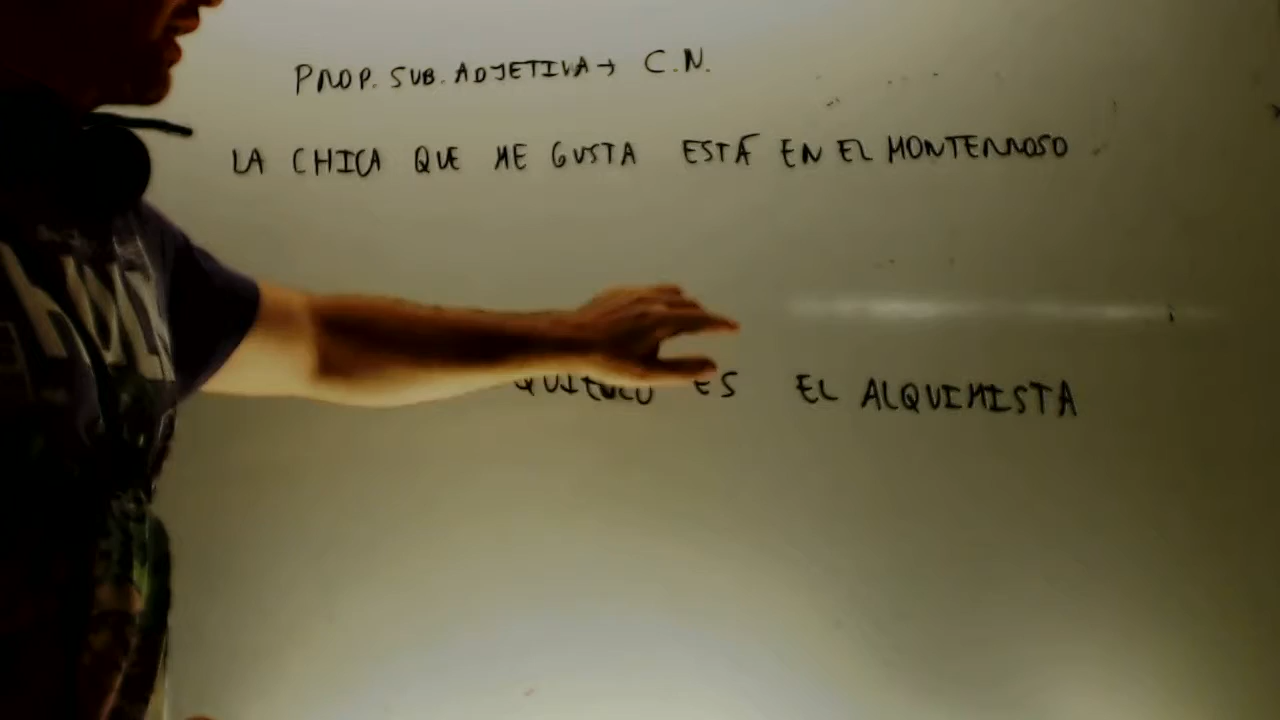 PROP. SUB. ADJETIVA → C.N.
LA CHICA QUE ME GUSTA ESTÁ EN EL MONTERROSO
ES EL ALQUIMISTA